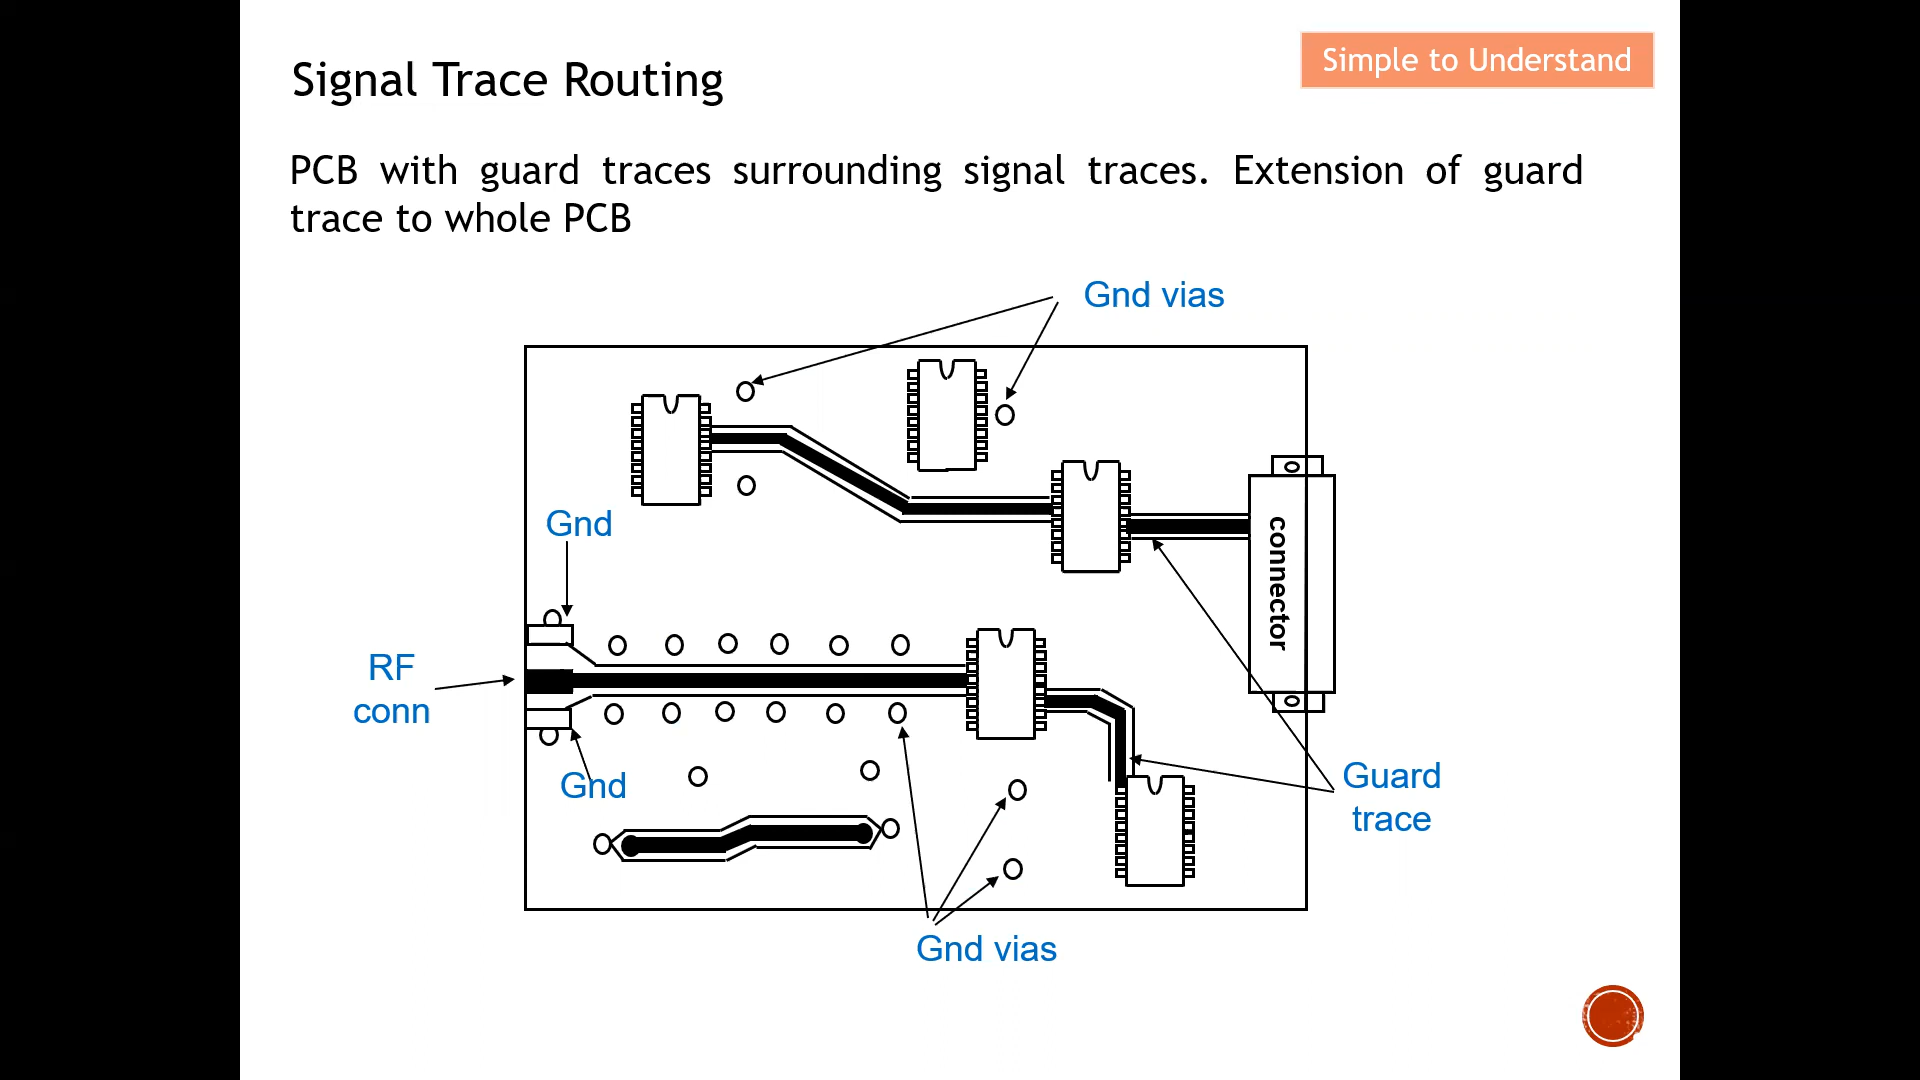 Signal Trace Routing
Simple to Understand
PCB with guard traces surrounding signal traces. Extension of guard
trace to whole PCB
Gnd vias
Gnd
connector
RF
conn
Gnd
Guard
trace
Gnd vias